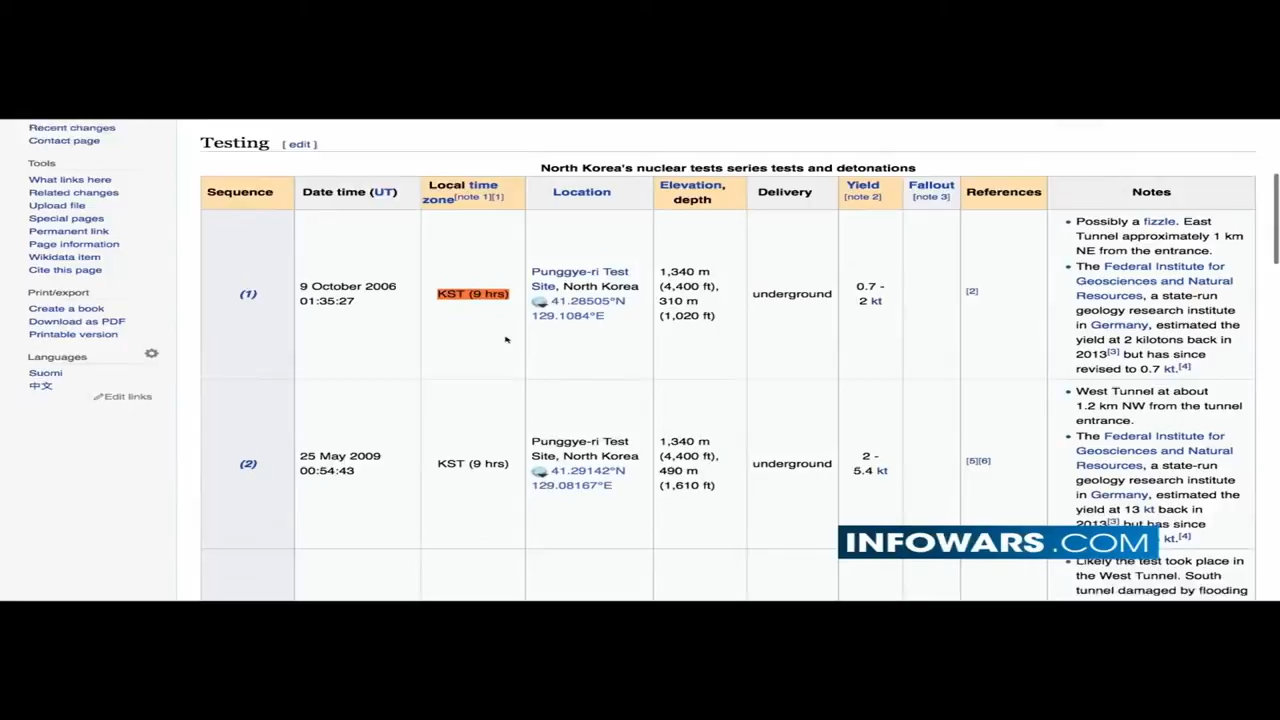 Recent changes
Contact page
Tools
What links here
Related changes
Upload file
Special pages
Permanent link
Page information
Wikidata item
Cite this page
Print/export
Create a book
Download as PDF
Printable version
Languages
Suomi
中文
Edit links
Testing [ edit ]
North Korea's nuclear tests series tests and detonations
Sequence
Date time (UT)
Local time
zone[note 1][1]
Location
Elevation,
depth
Delivery
Yield
[note 2]
Fallout
[note 3]
References
Notes
(1)
9 October 2006
01:35:27
KST (9 hrs)
Punggye-ri Test
Site, North Korea
41.28505°N
129.1084°E
1,340 m
(4,400 ft),
310 m
(1,020 ft)
underground
0.7 -
2 kt
[2]
• Possibly a fizzle. East
Tunnel approximately 1 km
NE from the entrance.
• The Federal Institute for
Geosciences and Natural
Resources, a state-run
geology research institute
in Germany, estimated the
yield at 2 kilotons back in
2013[3] but has since
revised to 0.7 kt.[4]
(2)
25 May 2009
00:54:43
KST (9 hrs)
Punggye-ri Test
Site, North Korea
41.29142°N
129.08167°E
1,340 m
(4,400 ft),
490 m
(1,610 ft)
underground
2 -
5.4 kt
[5][6]
• West Tunnel at about
1.2 km NW from the tunnel
entrance.
• The Federal Institute for
Geosciences and Natural
Resources, a state-run
geology research institute
in Germany, estimated the
yield at 13 kt back in
2013[3] but has since
kt.[4]
• Likely the test took place in
the West Tunnel. South
tunnel damaged by flooding
INFOWARS.COM